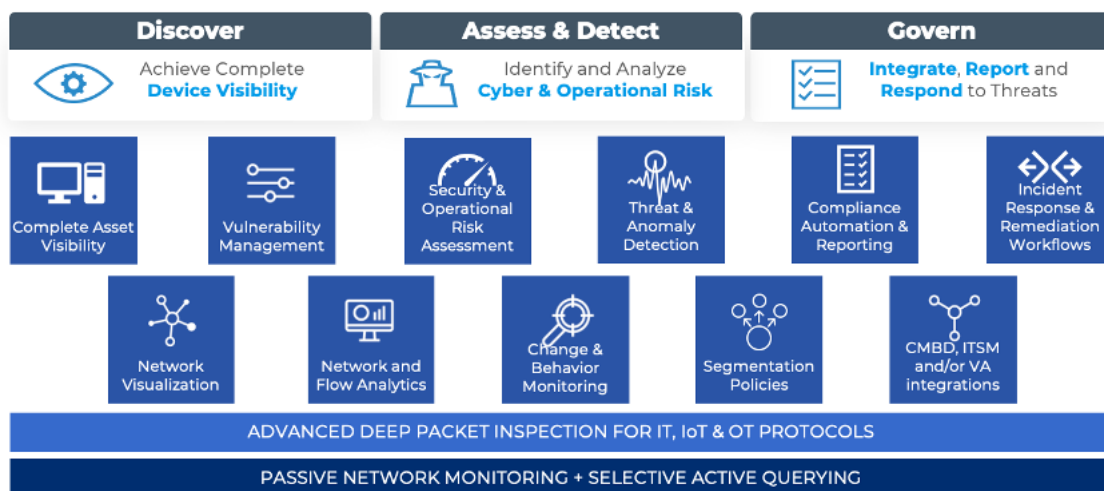 Discover
Achieve Complete
Device Visibility
Assess & Detect
Identify and Analyze
Cyber & Operational Risk
Govern
Integrate, Report and
Respond to Threats
Complete Asset
Visibility
Vulnerability
Management
Security &
Operational
Risk
Assessment
Threat &
Anomaly
Detection
Compliance
Automation &
Reporting
Incident
Response &
Remediation
Workflows
Network
Visualization
Network and
Flow Analytics
Change &
Behavior
Monitoring
Segmentation
Policies
CMBD, ITSM
and/or VA
integrations
ADVANCED DEEP PACKET INSPECTION FOR IT, IoT & OT PROTOCOLS
PASSIVE NETWORK MONITORING + SELECTIVE ACTIVE QUERYING